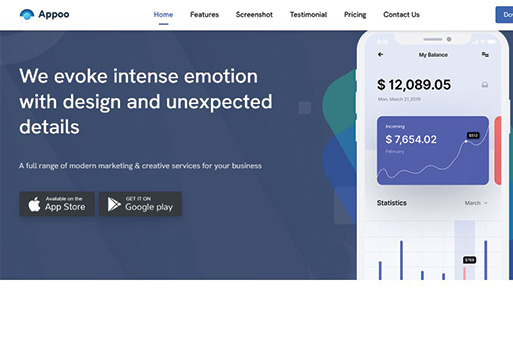 Appoo
Home
Features
Screenshot
Testimonial
Pricing
Contact Us
We evoke intense emotion
with design and unexpected
details
A full range of modern marketing & creative services for your business
Available on the
App Store
GET IT ON
Google play
My Balance
$ 12,089.05
Mon, March 21, 2019
Incoming
$ 7,654.02
February
$512
Statistics
March